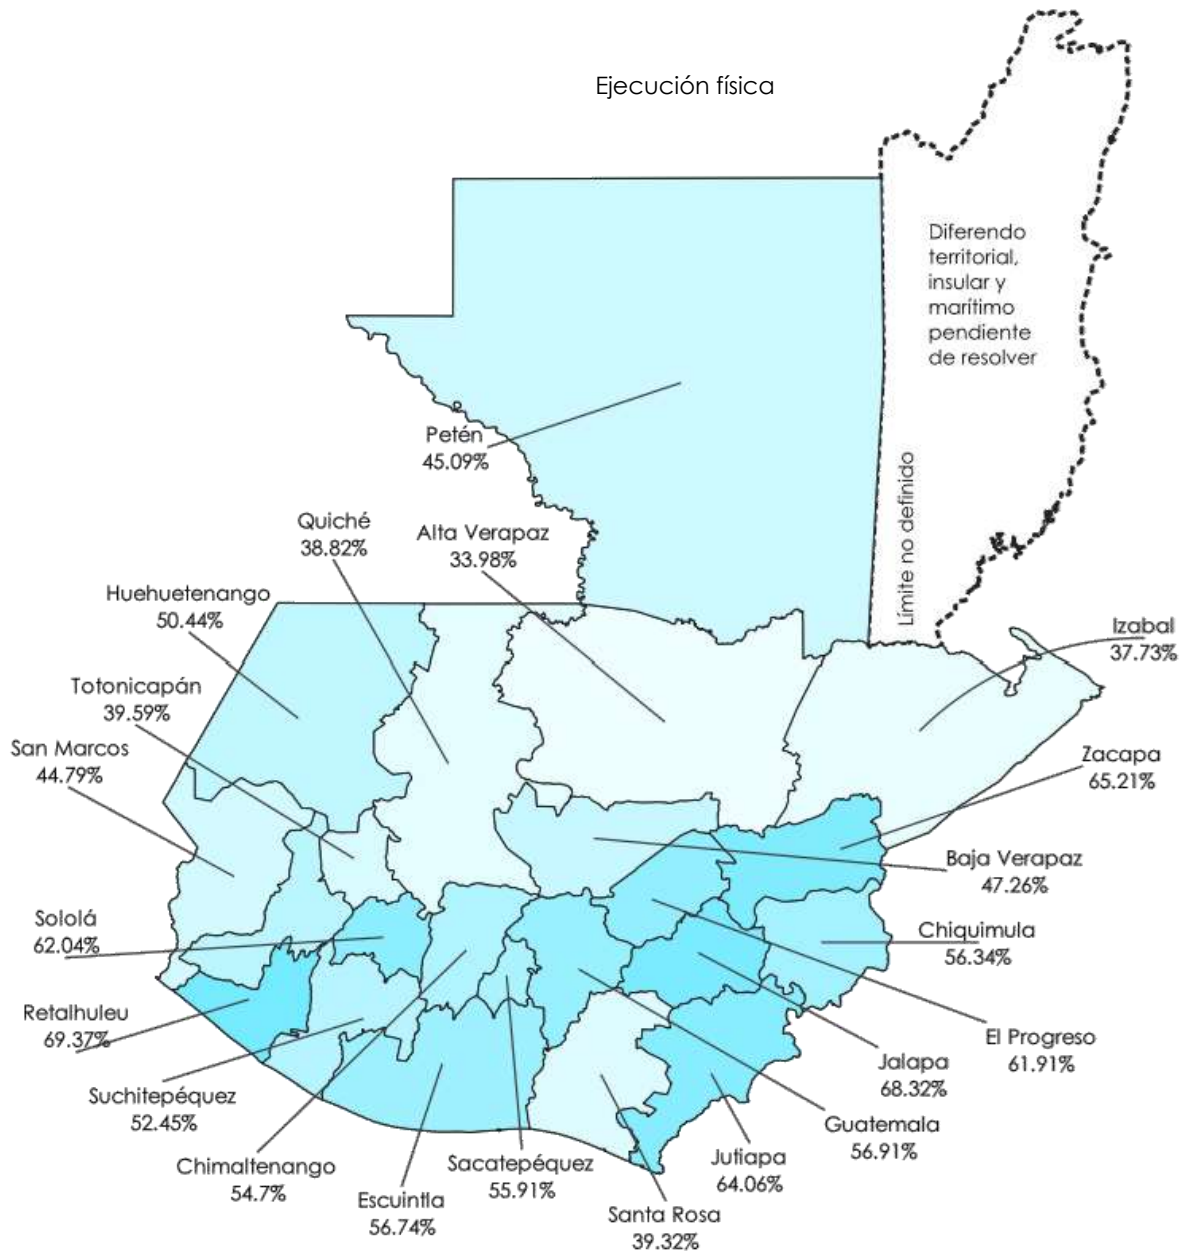 Ejecución física
Diferendo
territorial,
insular y
marítimo
pendiente
de resolver
Límite no definido
Petén
45.09%
Quiché
38.82%
Alta Verapaz
33.98%
Huehuetenango
50.44%
Izabal
37.73%
Totonicapán
39.59%
San Marcos
44.79%
Zacapa
65.21%
Baja Verapaz
47.26%
Sololá
62.04%
Chiquimula
56.34%
Retalhuleu
69.37%
El Progreso
61.91%
Jalapa
68.32%
Suchitepéquez
52.45%
Guatemala
56.91%
Chimaltenango
54.7%
Sacatepéquez
55.91%
Jutiapa
64.06%
Escuintla
56.74%
Santa Rosa
39.32%